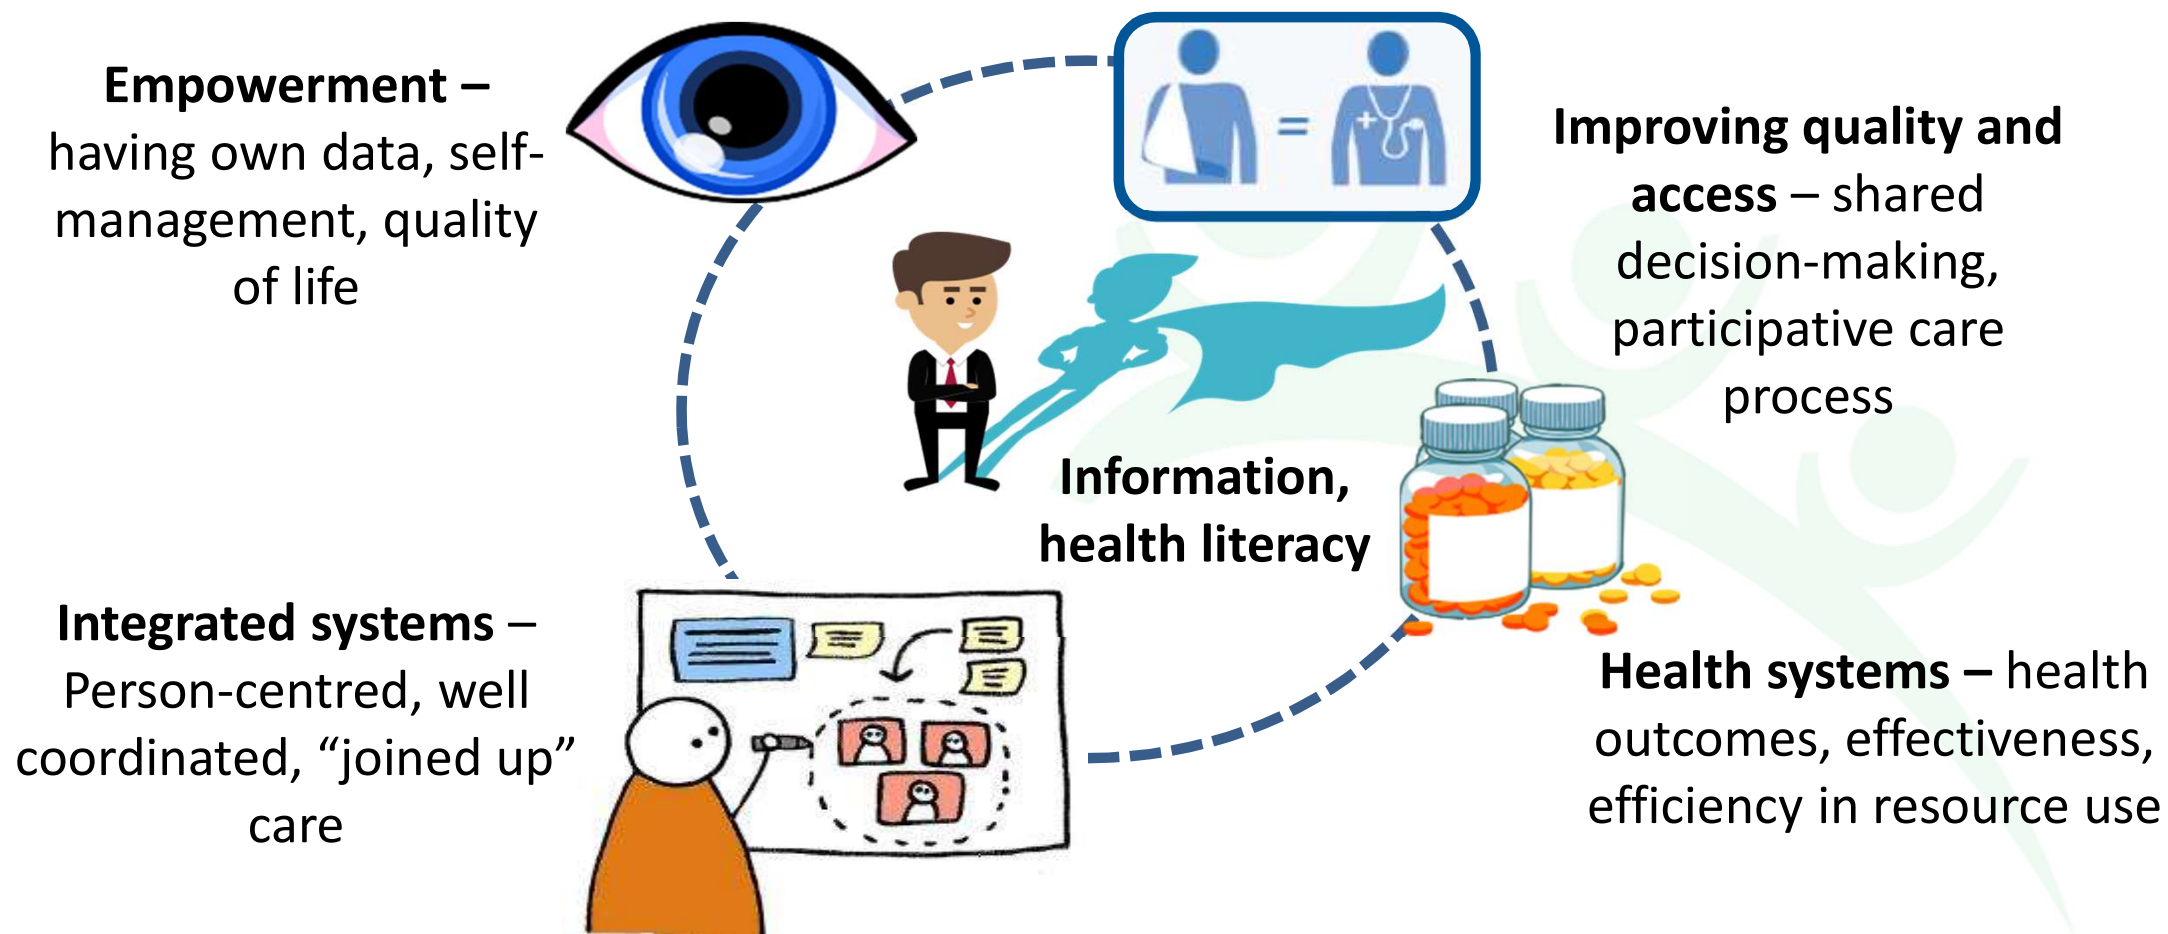 Empowerment –
having own data, self-
management, quality
of life
=
Improving quality and
access – shared
decision-making,
participative care
process
Information,
health literacy
Integrated systems –
Person-centred, well
coordinated, “joined up”
care
Health systems – health
outcomes, effectiveness,
efficiency in resource use